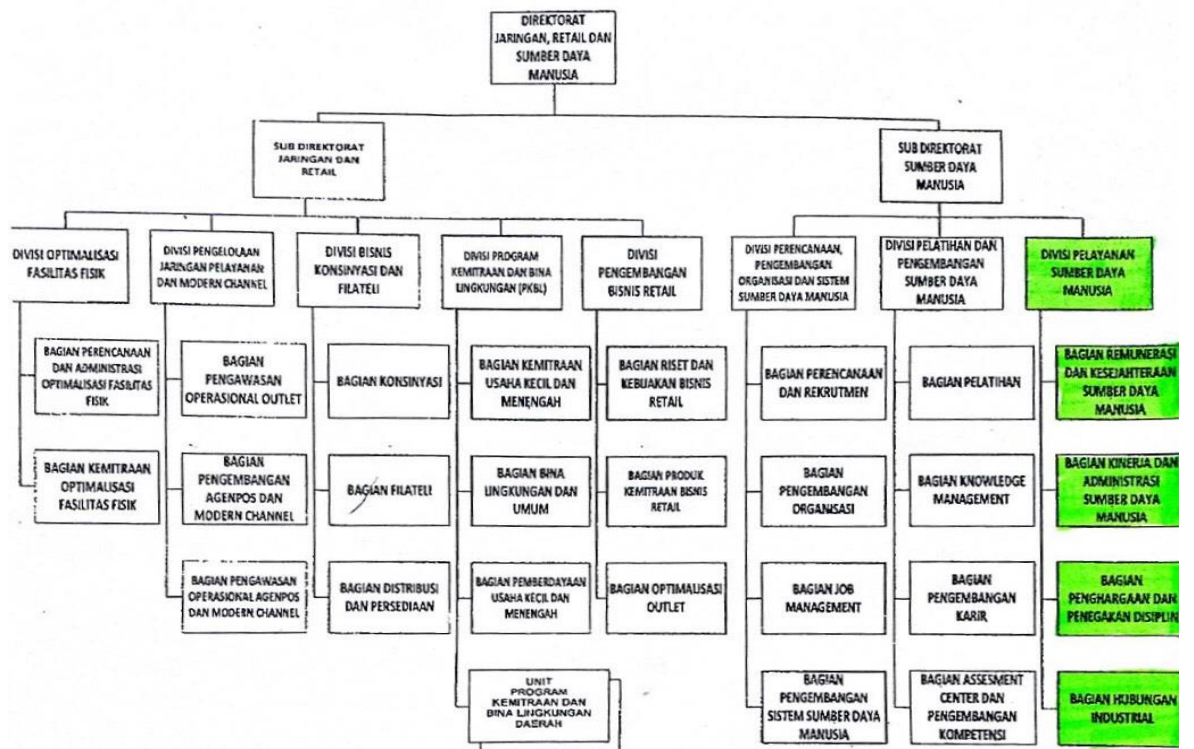 DIREKTORAT
JARINGAN, RETAIL DAN
SUMBER DAYA
MANUSIA
SUB DIREKTORAT
JARINGAN DAN
RETAIL
SUB DIREKTORAT
SUMBER DAYA
MANUSIA
DIVISI OPTIMALISASI
FASILITAS FISIK
DIVISI PENGELOLAAN
JARINGAN PELAYANAN
DAN MODERN CHANNEL
DIVISI BISNIS
KONSINYASI DAN
FILATELI
DIVISI PROGRAM
KEMITRAAN DAN BINA
LINGKUNGAN (PKBL)
DIVISI
PENGEMBANGAN
BISNIS RETAIL
DIVISI PERENCANAAN,
PENGEMBANGAN
ORGANISASI DAN SISTEM
SUMBER DAYA MANUSIA
DIVISI PELATIHAN DAN
PENGEMBANGAN
SUMBER DAYA
MANUSIA
DIVISI PELAYANAN
SUMBER DAYA
MANUSIA
BAGIAN PERENCANAAN
DAN ADMINISTRASI
OPTIMALISASI FASILITAS
FISIK
BAGIAN
PENGAWASAN
OPERASIONAL OUTLET
BAGIAN KONSINYASI
BAGIAN KEMITRAAN
USAHA KECIL DAN
MENENGAH
BAGIAN RISET DAN
KEBIJAKAN BISNIS
RETAIL
BAGIAN PERENCANAAN
DAN REKRUTMEN
BAGIAN PELATIHAN
BAGIAN REMUNERASI
DAN KESEJAHTERAAN
SUMBER DAYA
MANUSIA
BAGIAN KEMITRAAN
OPTIMALISASI
FASILITAS FISIK
BAGIAN
PENGEMBANGAN
AGENPOS DAN
MODERN CHANNEL
BAGIAN FILATELI
BAGIAN BINA
LINGKUNGAN DAN
UMUM
BAGIAN PRODUK
KEMITRAAN BISNIS
RETAIL
BAGIAN
PENGEMBANGAN
ORGANISASI
BAGIAN KNOWLEDGE
MANAGEMENT
BAGIAN KINERJA DAN
ADMINISTRASI
SUMBER DAYA
MANUSIA
BAGIAN PENGAWASAN
OPERASIONAL AGENPOS
DAN MODERN CHANNEL
BAGIAN DISTRIBUSI
DAN PERSEDIAAN
BAGIAN PEMBERDAYAAN
USAHA KECIL DAN
MENENGAH
BAGIAN OPTIMALISASI
OUTLET
BAGIAN JOB
MANAGEMENT
BAGIAN
PENGEMBANGAN
KARIR
BAGIAN
PENGHARGAAN DAN
PENEGAKAN DISIPLIN
UNIT
PROGRAM
KEMITRAAN DAN
BINA LINGKUNGAN
DAERAH
BAGIAN
PENGEMBANGAN
SISTEM SUMBER DAYA
MANUSIA
BAGIAN ASSESMENT
CENTER DAN
PENGEMBANGAN
KOMPETENSI
BAGIAN HUBUNGAN
INDUSTRIAL